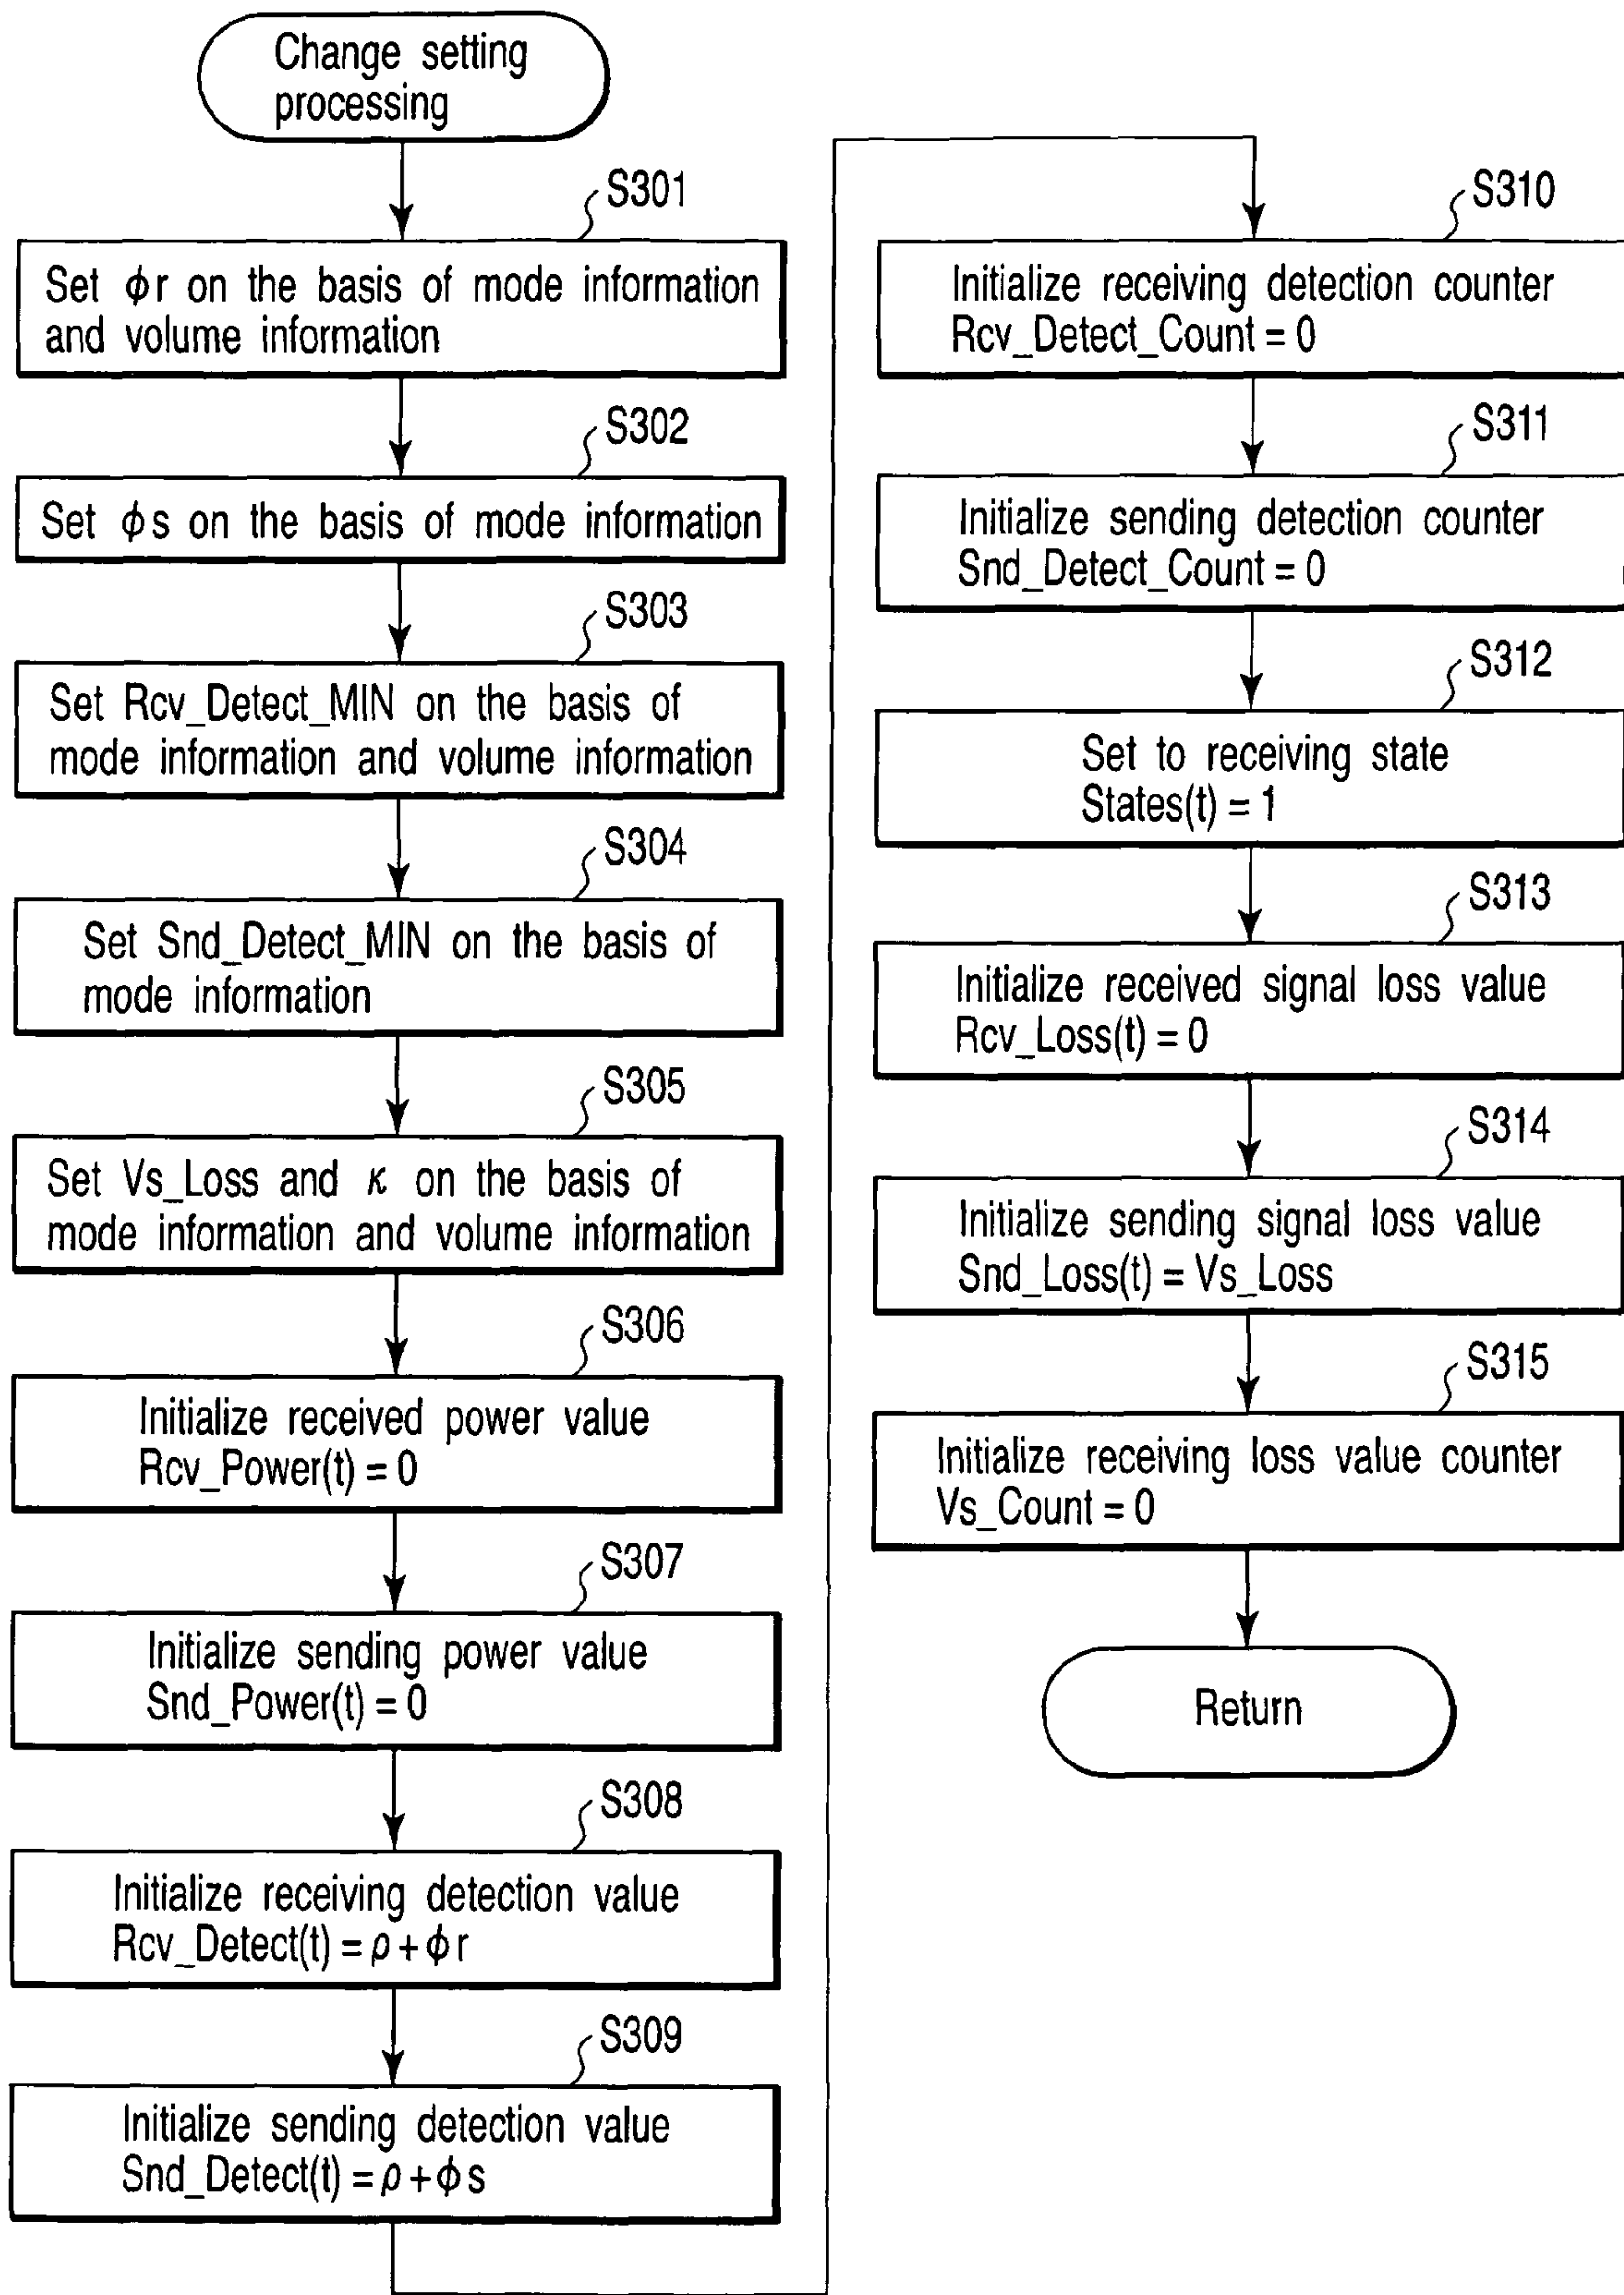 Change setting
processing
S301
Set ϕr on the basis of mode information
and volume information
S302
Set ϕs on the basis of mode information
S303
Set Rcv_Detect_MIN on the basis of
mode information and volume information
S304
Set Snd_Detect_MIN on the basis of
mode information
S305
Set Vs_Loss and κ on the basis of
mode information and volume information
S306
Initialize received power value
Rcv_Power(t) = 0
S307
Initialize sending power value
Snd_Power(t) = 0
S308
Initialize receiving detection value
Rcv_Detect(t) = ρ + ϕr
S309
Initialize sending detection value
Snd_Detect(t) = ρ + ϕs
S310
Initialize receiving detection counter
Rcv_Detect_Count = 0
S311
Initialize sending detection counter
Snd_Detect_Count = 0
S312
Set to receiving state
States(t) = 1
S313
Initialize received signal loss value
Rcv_Loss(t) = 0
S314
Initialize sending signal loss value
Snd_Loss(t) = Vs_Loss
S315
Initialize receiving loss value counter
Vs_Count = 0
Return